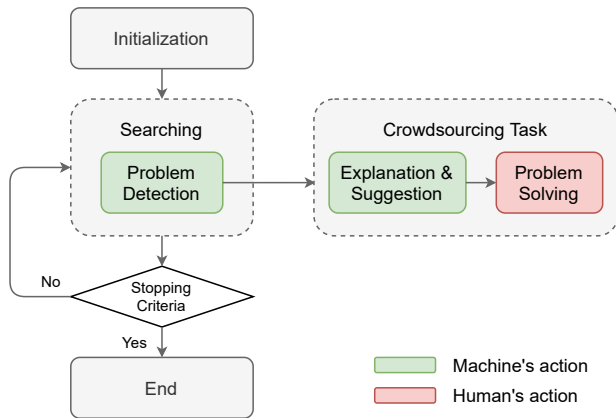 Initialization
Searching
Problem
Detection
Crowdsourcing Task
Explanation &
Suggestion
Problem
Solving
No
Stopping
Criteria
Yes
End
Machine's action
Human's action